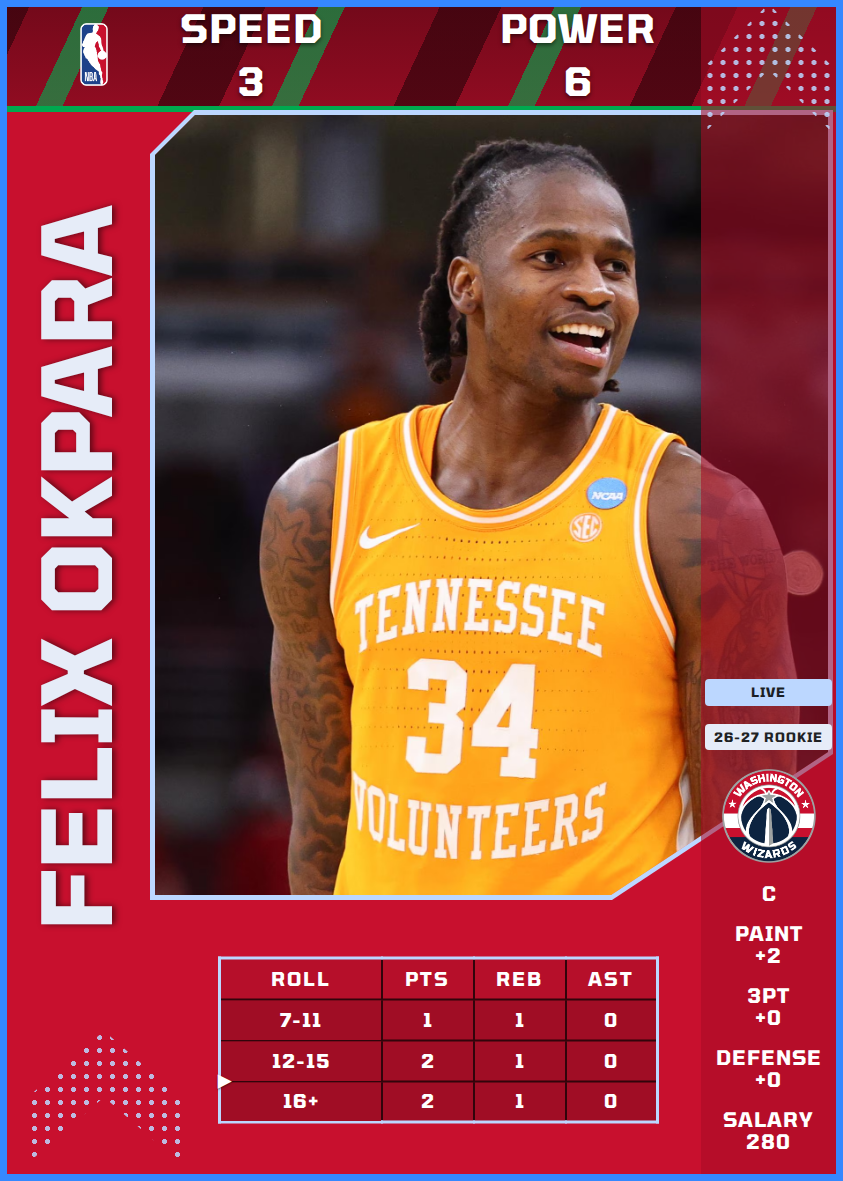 SPEED
3
POWER
6
NBA
FELIX OKPARA
NCAA
SEC
TENNESSEE
34
VOLUNTEERS
LIVE
26-27 ROOKIE
WASHINGTON
WIZARDS
C
PAINT
+2
3PT
+0
DEFENSE
+0
SALARY
280
ROLL PTS REB AST
7-11 1 1 0
12-15 2 1 0
16+ 2 1 0